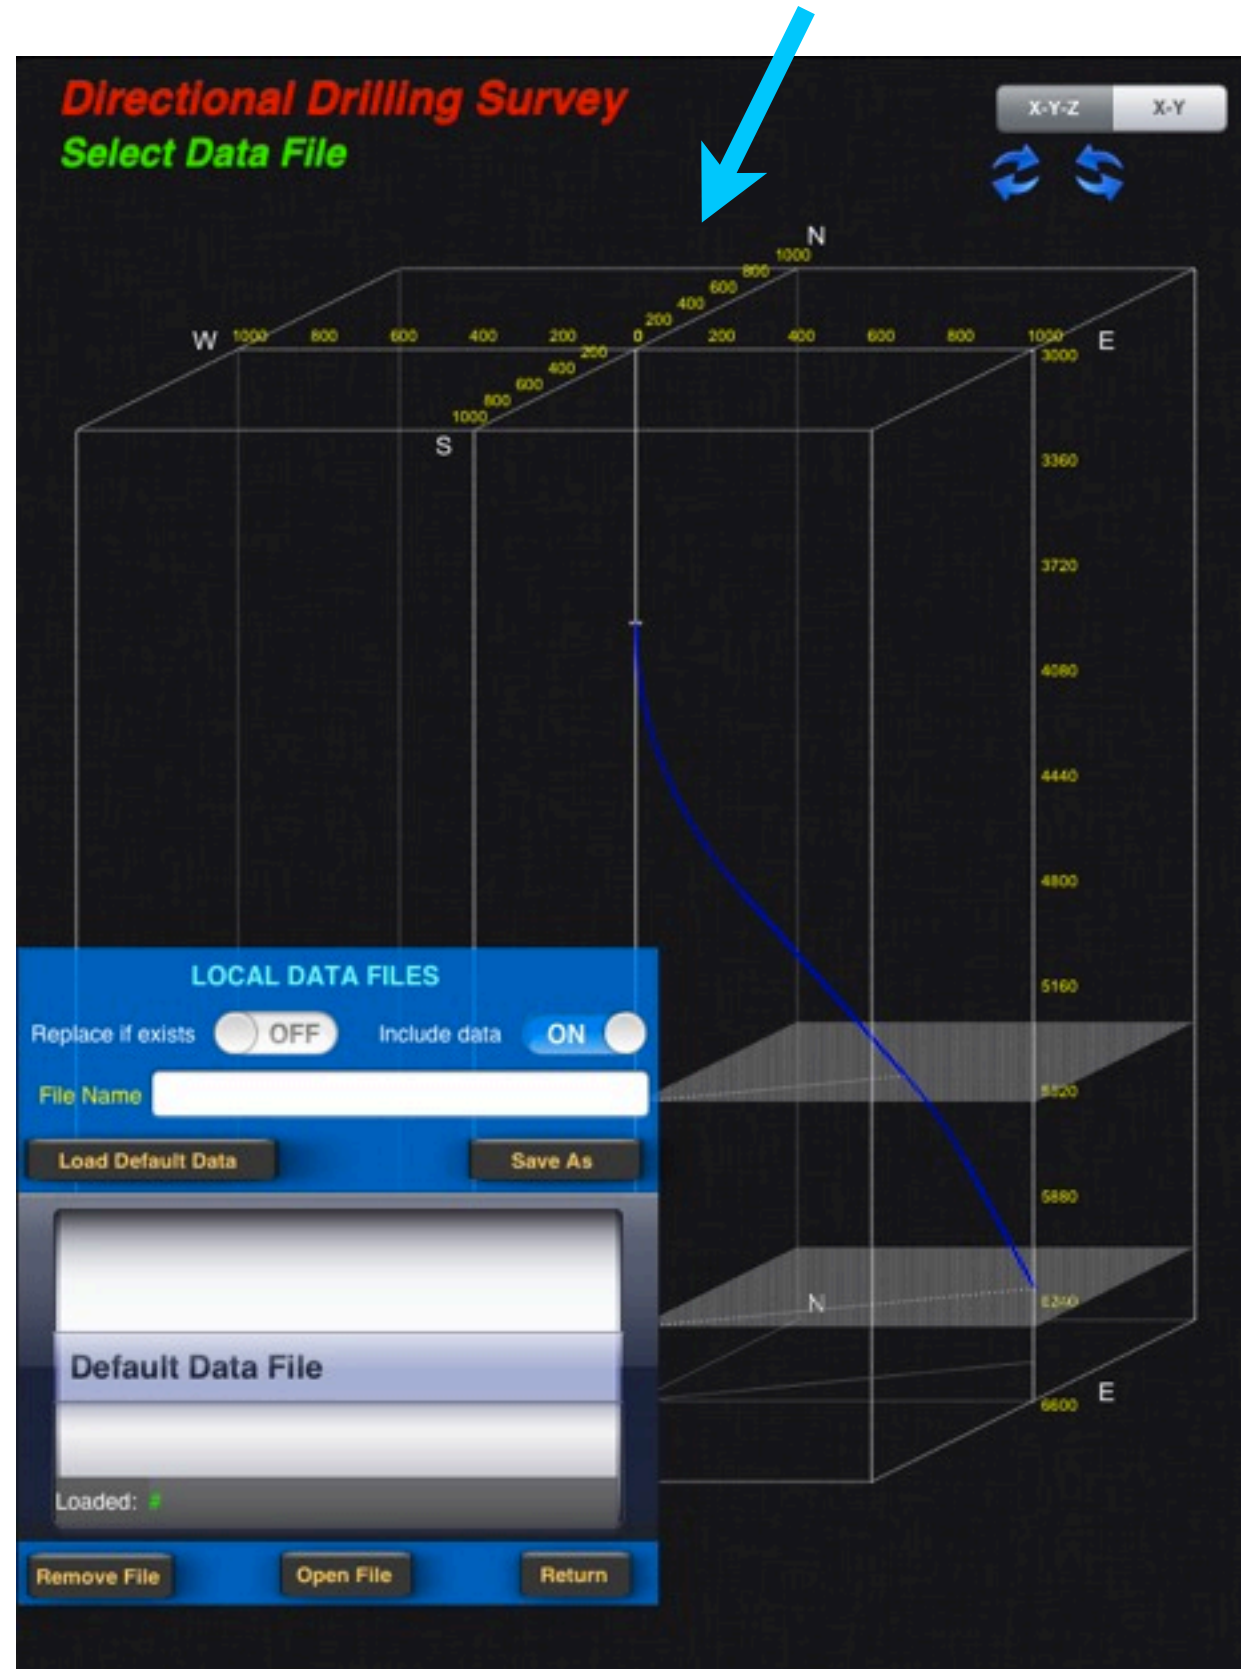 Directional Drilling Survey
X-Y-Z X-Y
Select Data File
N
1000
800
600
400
200
W 1000 800 600 400 200 0 200 400 600 800 1000 E
200
400
600
800
1000
S
3000
3360
3720
4080
4440
4800
5160
5520
5880
6240
6600
N
E
LOCAL DATA FILES
Replace if exists OFF Include data ON
File Name
Load Default Data Save As
Default Data File
Loaded: #
Remove File Open File Return